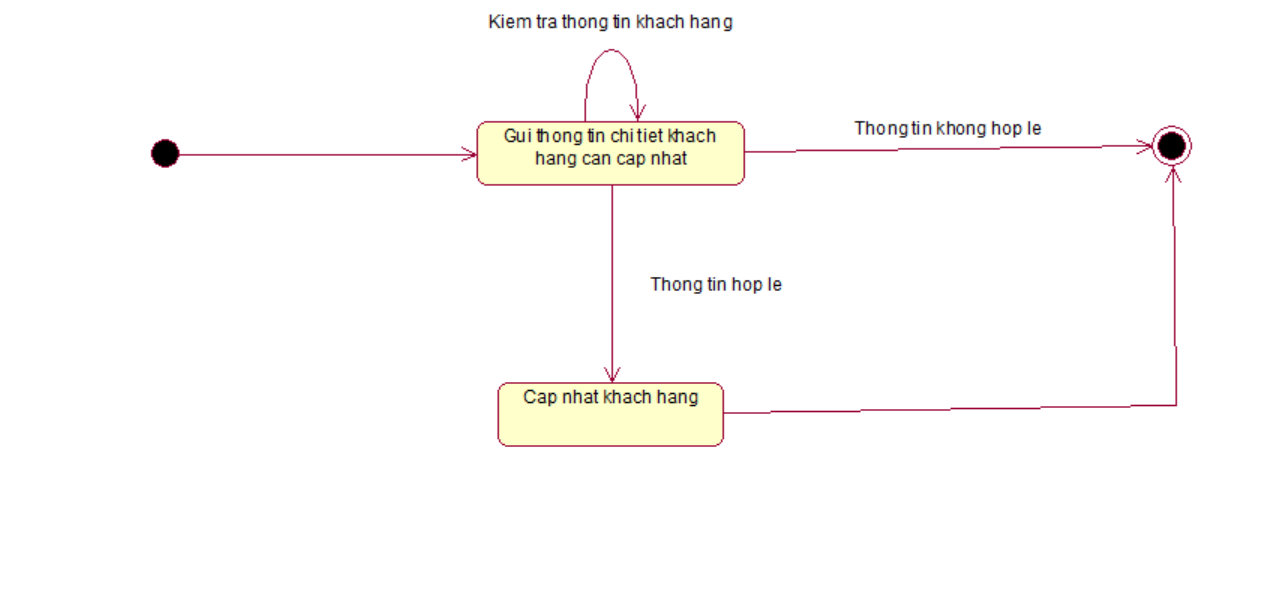 Kiem tra thong tin khach hang
Gui thong tin chi tiet khach
hang can cap nhat
Thong tin khong hop le
Thong tin hop le
Cap nhat khach hang